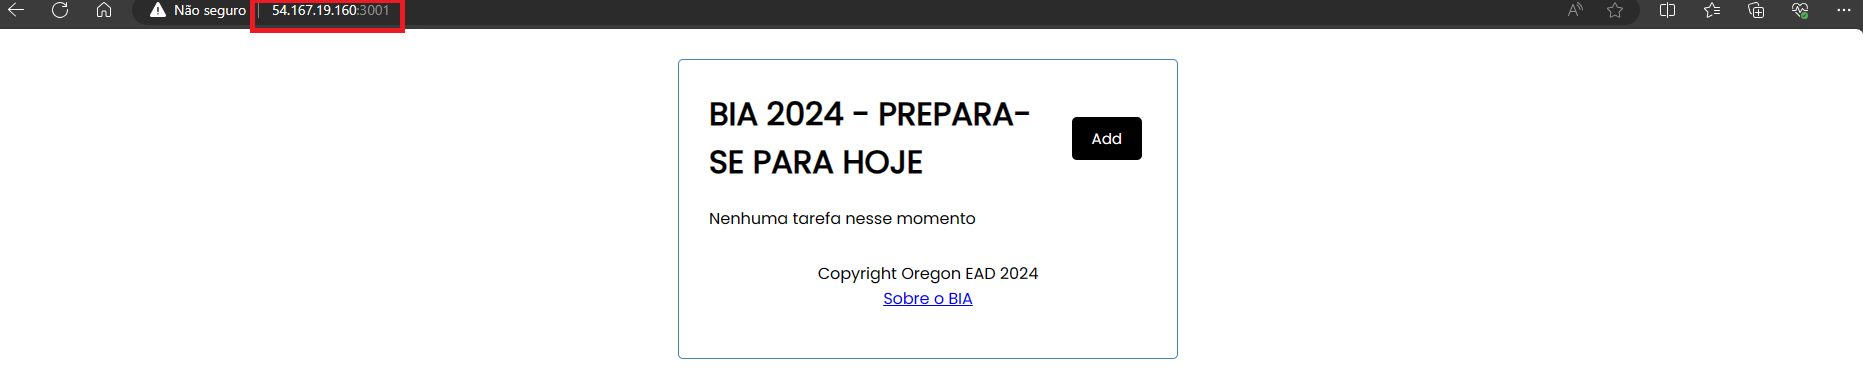 Não seguro 54.167.19.160:3001
BIA 2024 - PREPARA-
SE PARA HOJE
Add
Nenhuma tarefa nesse momento
Copyright Oregon EAD 2024
Sobre o BIA